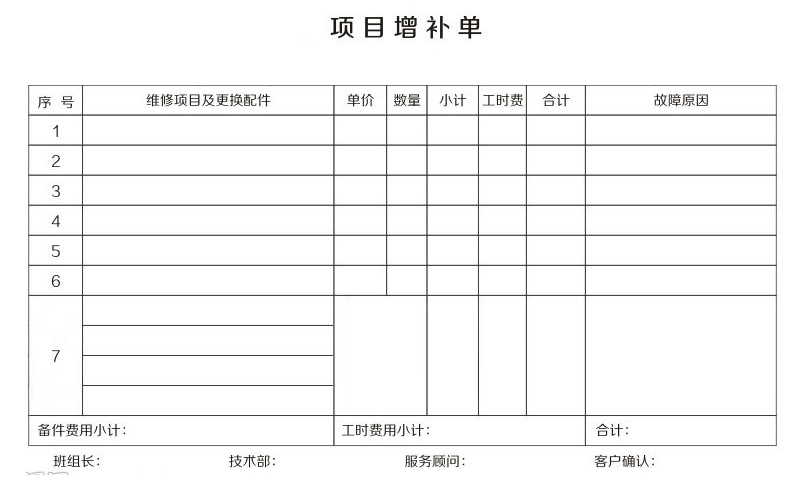 项目增补单
序 号 维修项目及更换配件 单价 数量 小计 工时费 合计 故障原因
1
2
3
4
5
6
7
备件费用小计： 工时费用小计： 合计：
班组长： 技术部： 服务顾问： 客户确认：